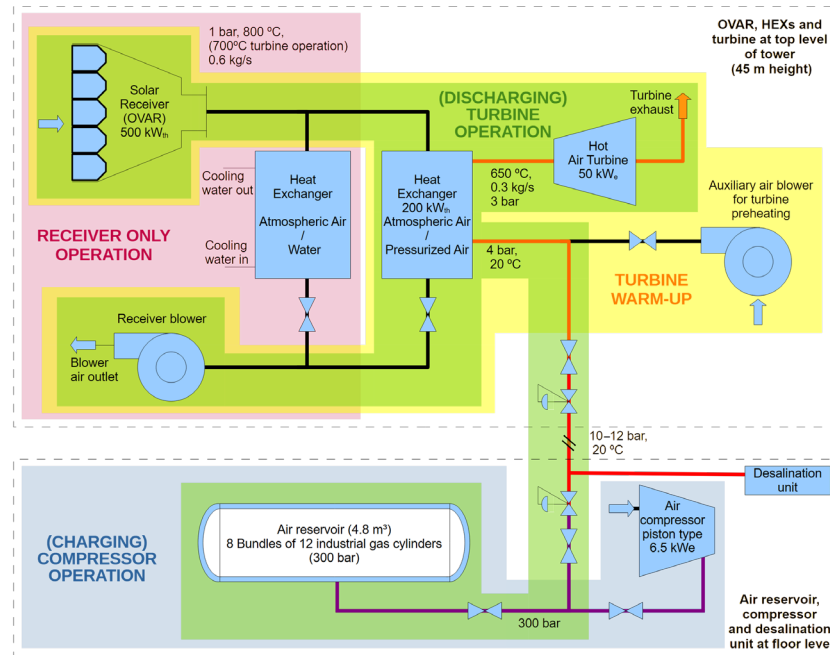 1 bar, 800 ºC,
(700ºC turbine operation)
0.6 kg/s
OVAR, HEXs and
turbine at top level
of tower
(45 m height)
Solar
Receiver
(OVAR)
500 kWth
(DISCHARGING)
TURBINE
OPERATION
Turbine
exhaust
Hot
Air Turbine
50 kWe
Cooling
water out
Heat
Exchanger
Atmospheric Air
/
Water
Cooling
water in
Heat
Exchanger
200 kWth
Atmospheric Air
/
Pressurized Air
650 ºC,
0.3 kg/s
3 bar
Auxiliary air blower
for turbine
preheating
RECEIVER ONLY
OPERATION
4 bar,
20 ºC
TURBINE
WARM-UP
Receiver blower
Blower
air outlet
10–12 bar,
20 ºC
Desalination
unit
(CHARGING)
COMPRESSOR
OPERATION
Air reservoir (4.8 m³)
8 Bundles of 12 industrial gas cylinders
(300 bar)
Air
compressor
piston type
6.5 kWe
300 bar
Air reservoir,
compressor
and desalination
unit at floor leve